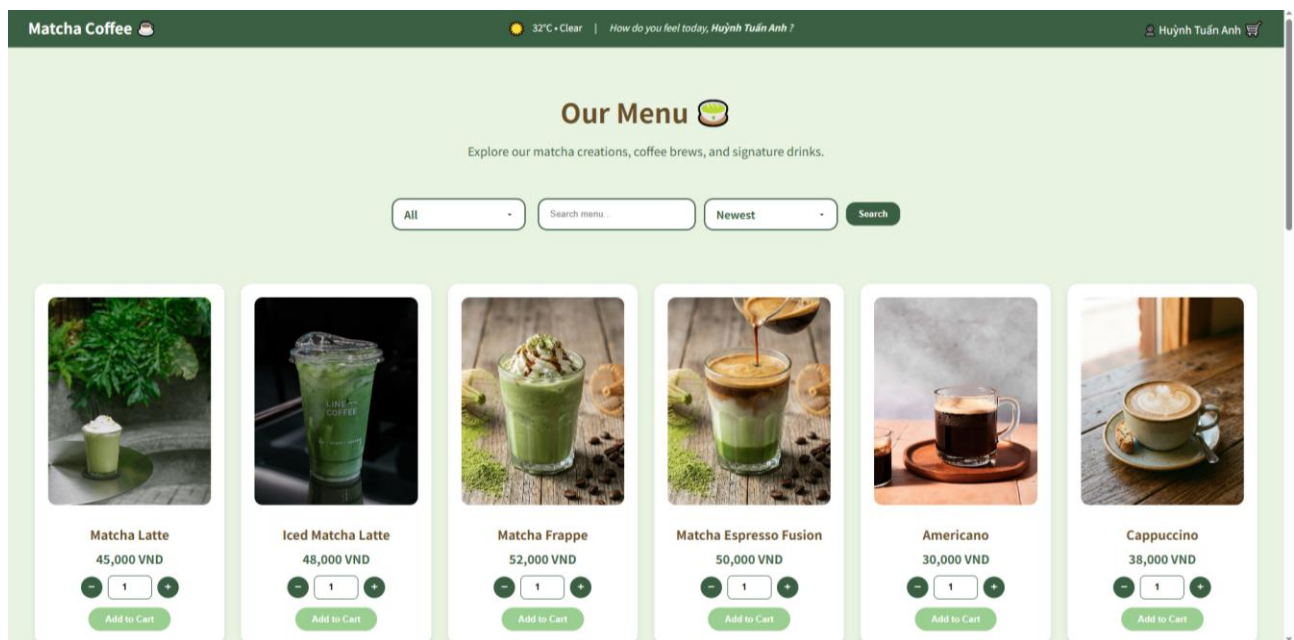 Matcha Coffee
32°C • Clear | How do you feel today, Huỳnh Tuấn Anh ?
Huỳnh Tuấn Anh
Our Menu
Explore our matcha creations, coffee brews, and signature drinks.
All
Search menu...
Newest
Search
LINE
COFFEE
Matcha Latte
45,000 VND
− 1 +
Add to Cart
Iced Matcha Latte
48,000 VND
− 1 +
Add to Cart
Matcha Frappe
52,000 VND
− 1 +
Add to Cart
Matcha Espresso Fusion
50,000 VND
− 1 +
Add to Cart
Americano
30,000 VND
− 1 +
Add to Cart
Cappuccino
38,000 VND
− 1 +
Add to Cart